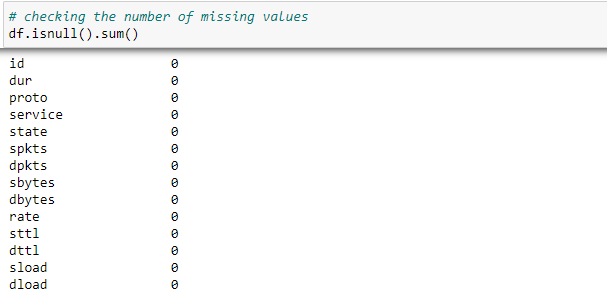 # checking the number of missing values
df.isnull().sum()
id 0
dur 0
proto 0
service 0
state 0
spkts 0
dpkts 0
sbytes 0
dbytes 0
rate 0
sttl 0
dttl 0
sload 0
dload 0